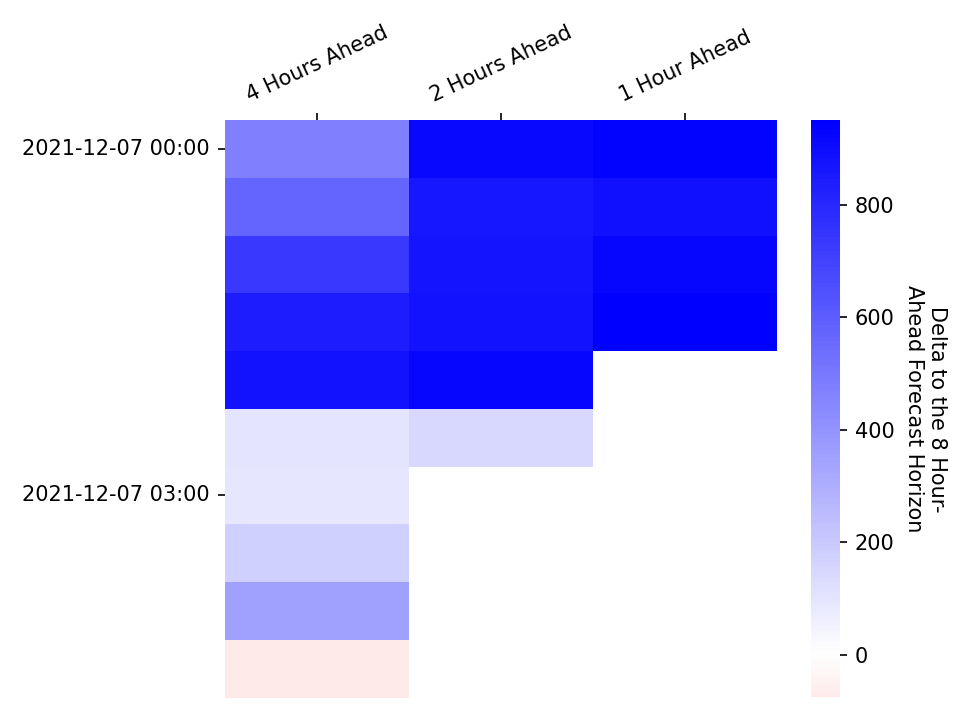 4 Hours Ahead
2 Hours Ahead
1 Hour Ahead
2021-12-07 00:00
2021-12-07 03:00
800
600
400
200
0
Delta to the 8 Hour-
Ahead Forecast Horizon